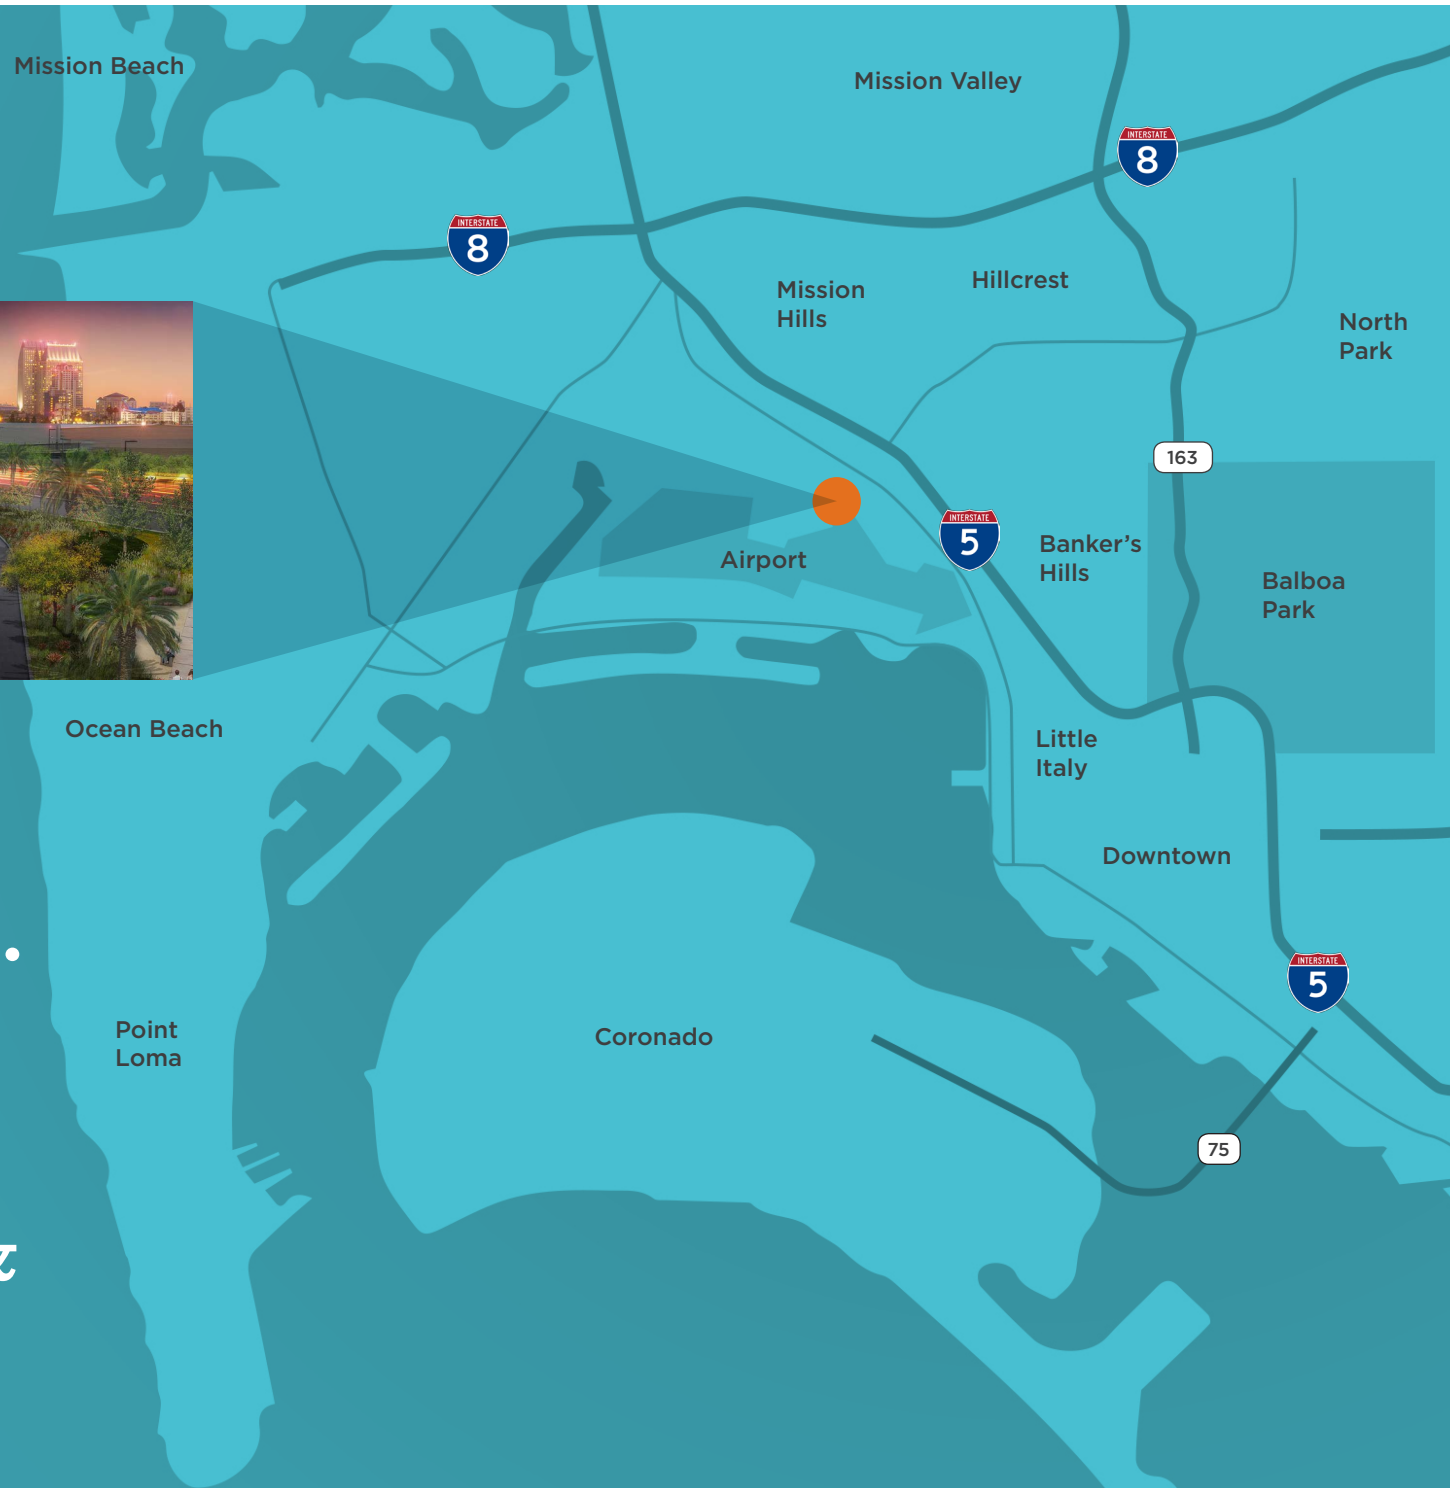 Mission Beach
Mission Valley
INTERSTATE
8
INTERSTATE
8
Hillcrest
Mission
Hills
North
Park
163
INTERSTATE
5
Banker’s
Hills
Airport
Balboa
Park
Ocean Beach
Little
Italy
Downtown
.
INTERSTATE
5
Point
Loma
Coronado
75
&